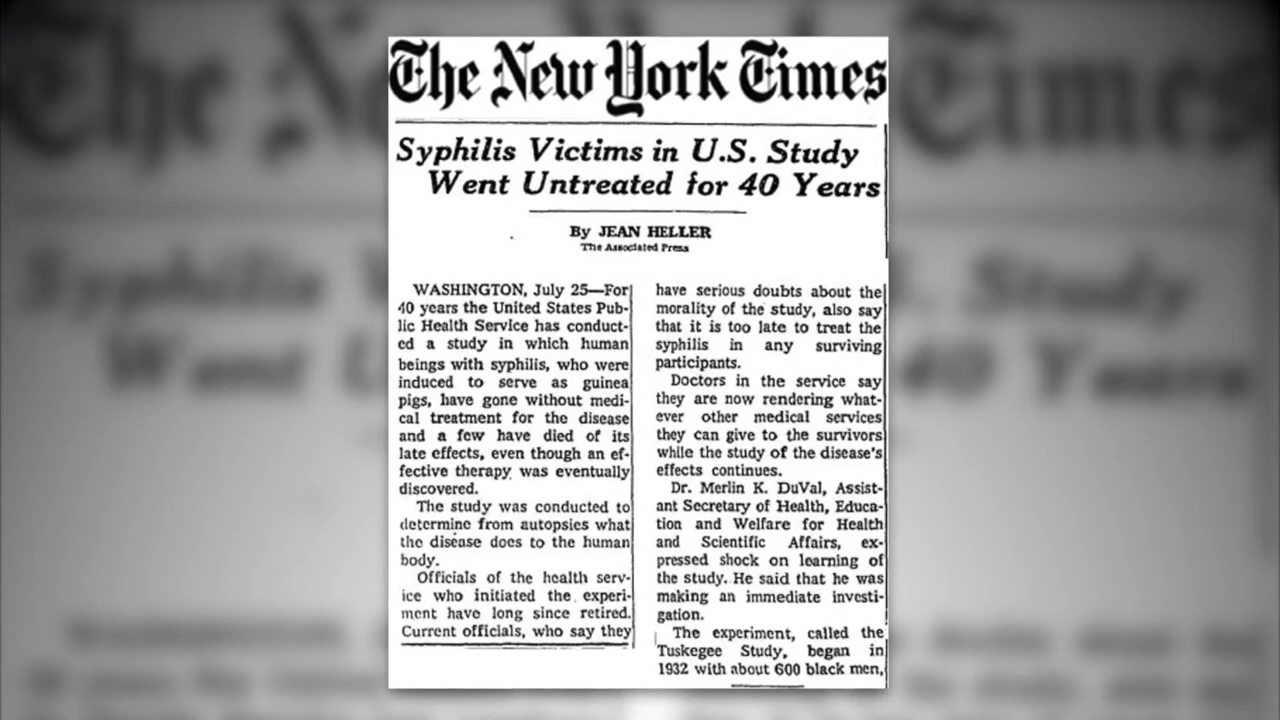 The New York Times
Syphilis Victims in U.S. Study
Went Untreated for 40 Years
By JEAN HELLER
The Associated Press
WASHINGTON, July 25—For
40 years the United States Pub-
lic Health Service has conduct-
ed a study in which human
beings with syphilis, who were
induced to serve as guinea
pigs, have gone without medi-
cal treatment for the disease
and a few have died of its
late effects, even though an ef-
fective therapy was eventually
discovered.
The study was conducted to
determine from autopsies what
the disease does to the human
body.
Officials of the health serv-
ice who initiated the experi-
ment have long since retired.
Current officials, who say they
have serious doubts about the
morality of the study, also say
that it is too late to treat the
syphilis in any surviving
participants.
Doctors in the service say
they are now rendering what-
ever other medical services
they can give to the survivors
while the study of the disease's
effects continues.
Dr. Merlin K. DuVal, Assist-
ant Secretary of Health, Educa-
tion and Welfare for Health
and Scientific Affairs, ex-
pressed shock on learning of
the study. He said that he was
making an immediate investi-
gation.
The experiment, called the
Tuskegee Study, began in
1932 with about 600 black men,